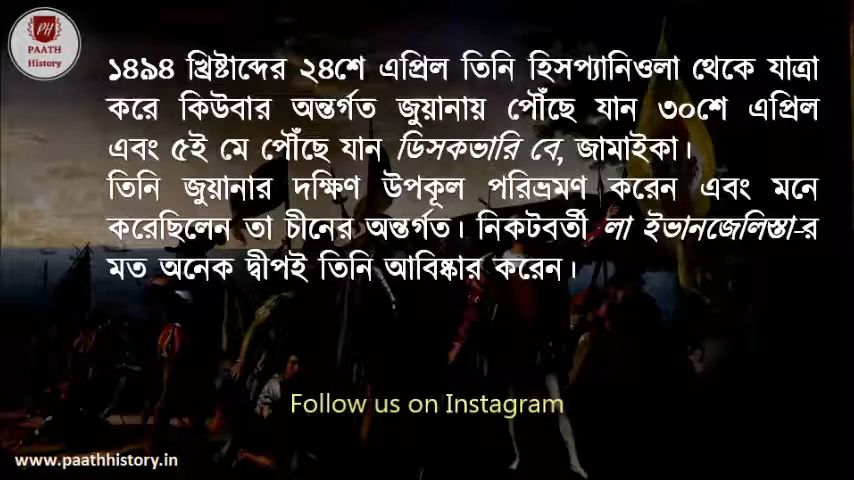 PH
PAATH
History
১৪৯৪ খ্রিষ্টাব্দের ২৪শে এপ্রিল তিনি হিসপ্যানিওলা থেকে যাত্রা
করে কিউবার অন্তর্গত জুয়ানায় পৌঁছে যান ৩০শে এপ্রিল
এবং ৫ই মে পৌঁছে যান ডিসকভারি বে, জামাইকা।
তিনি জুয়ানার দক্ষিণ উপকূল পরিভ্রমণ করেন এবং মনে
করেছিলেন তা চীনের অন্তর্গত। নিকটবর্তী লা ইভানজেলিস্তা-র
মত অনেক দ্বীপই তিনি আবিষ্কার করেন।
Follow us on Instagram
www.paathhistory.in